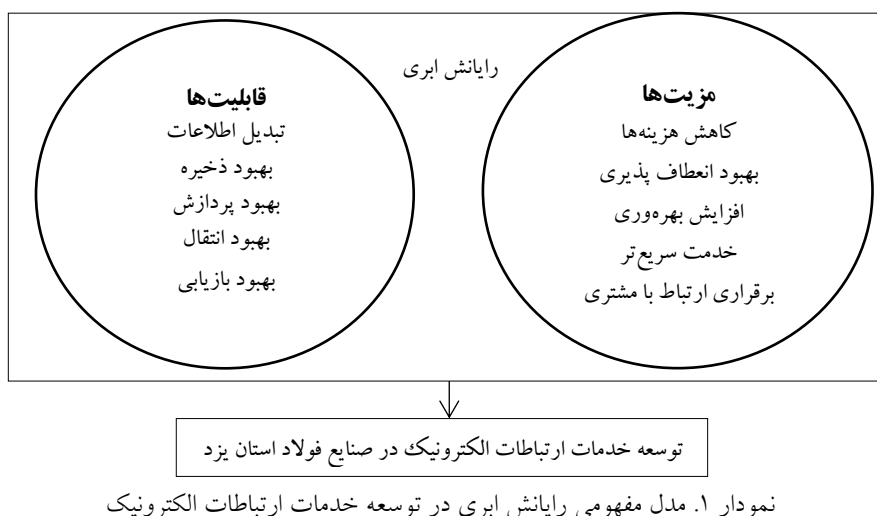 رایانش ابری
مزیت‌ها
کاهش هزینه‌ها
بهبود انعطاف پذیری
افزایش بهره‌وری
خدمت سریع‌تر
برقراری ارتباط با مشتری
قابلیت‌ها
تبدیل اطلاعات
بهبود ذخیره
بهبود پردازش
بهبود انتقال
بهبود بازیابی
توسعه خدمات ارتباطات الکترونیک در صنایع فولاد استان یزد
نمودار ۱. مدل مفهومی رایانش ابری در توسعه خدمات ارتباطات الکترونیک